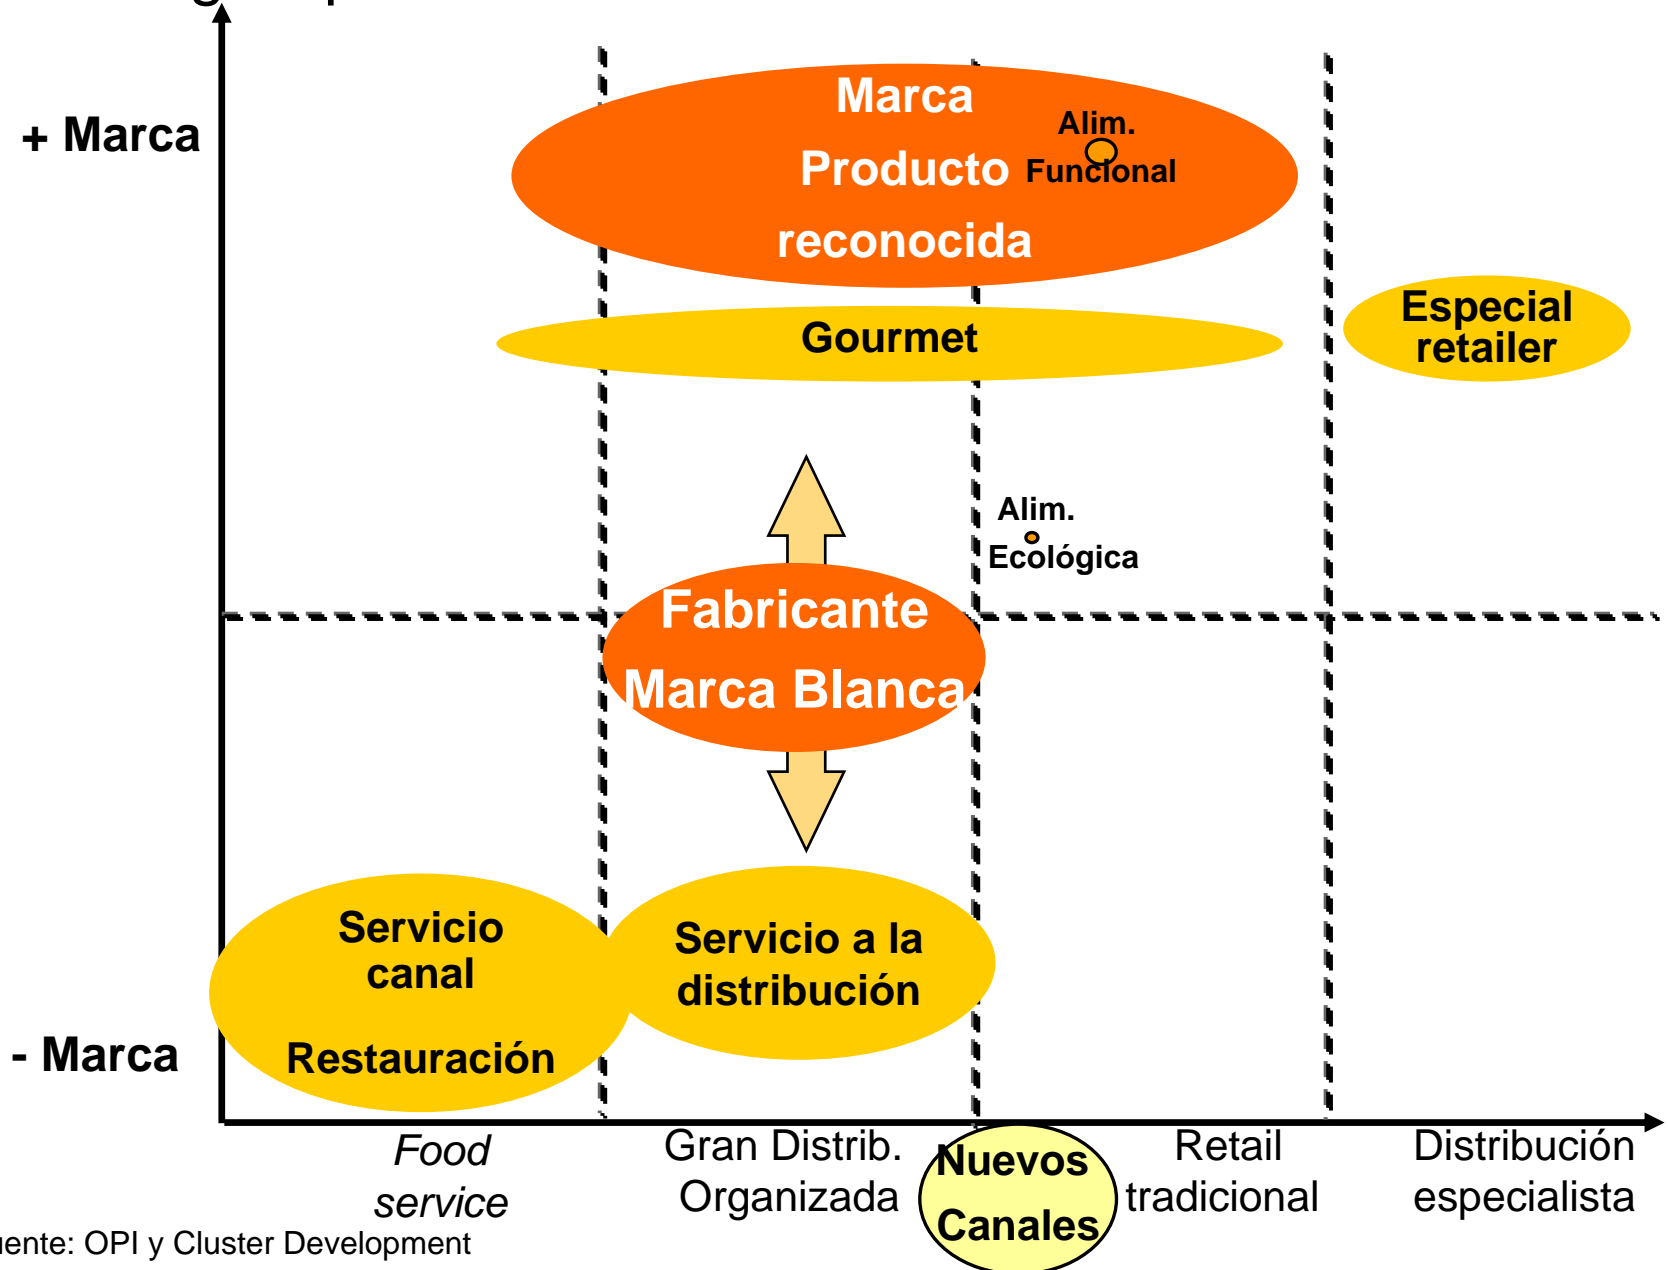 + Marca
Marca
Producto
reconocida
Alim.
Funcional
Gourmet
Especial
retailer
Alim.
Ecológica
Fabricante
Marca Blanca
Servicio
canal
Restauración
Servicio a la
distribución
- Marca
Food
service
Gran Distrib.
Organizada
Nuevos
Canales
Retail
tradicional
Distribución
especialista
uente: OPI y Cluster Development